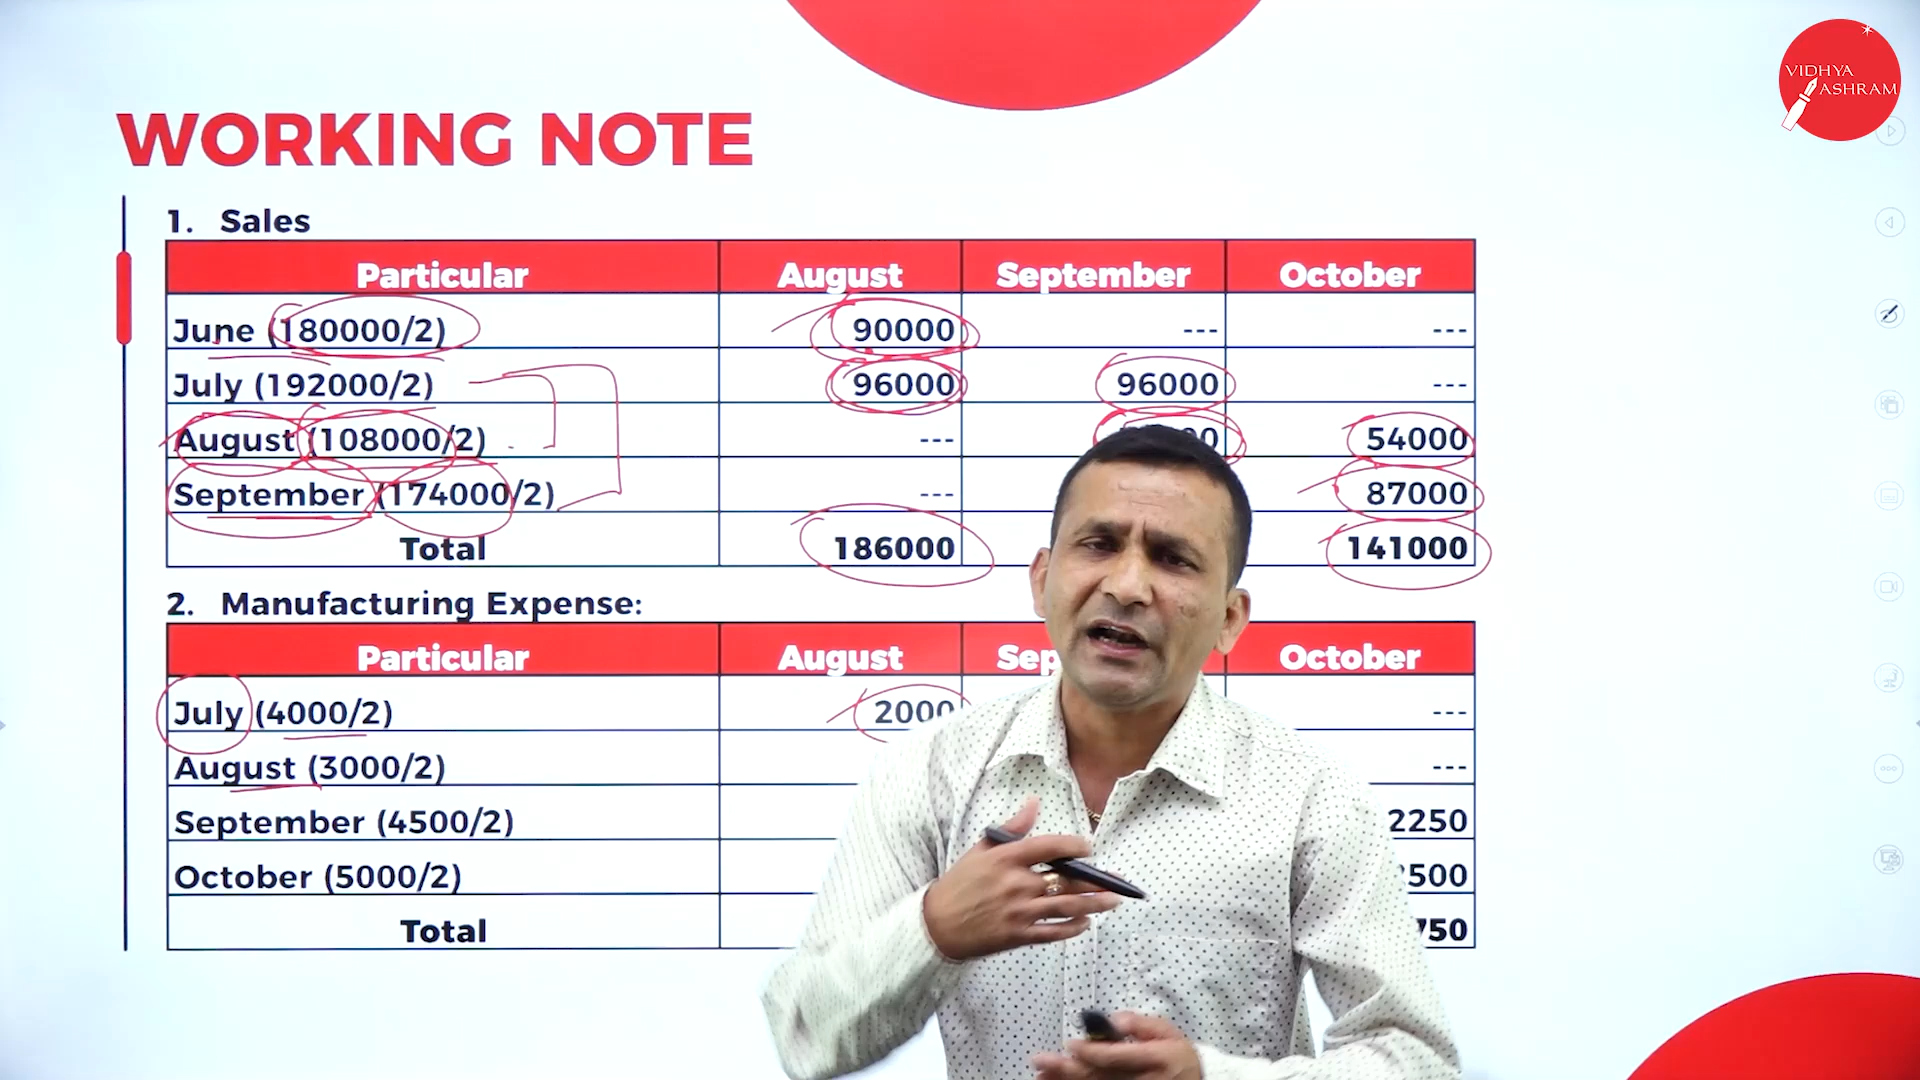 VIDHYA
ASHRAM
WORKING NOTE
1. Sales
Particular August September October
June (180000/2) 90000 --- ---
July (192000/2) 96000 96000 ---
August (108000/2) --- 54000
September (174000/2) --- 87000
Total 186000 141000
2. Manufacturing Expense:
Particular August October
July (4000/2) 2000 ---
August (3000/2) ---
September (4500/2) 2250
October (5000/2)
Total